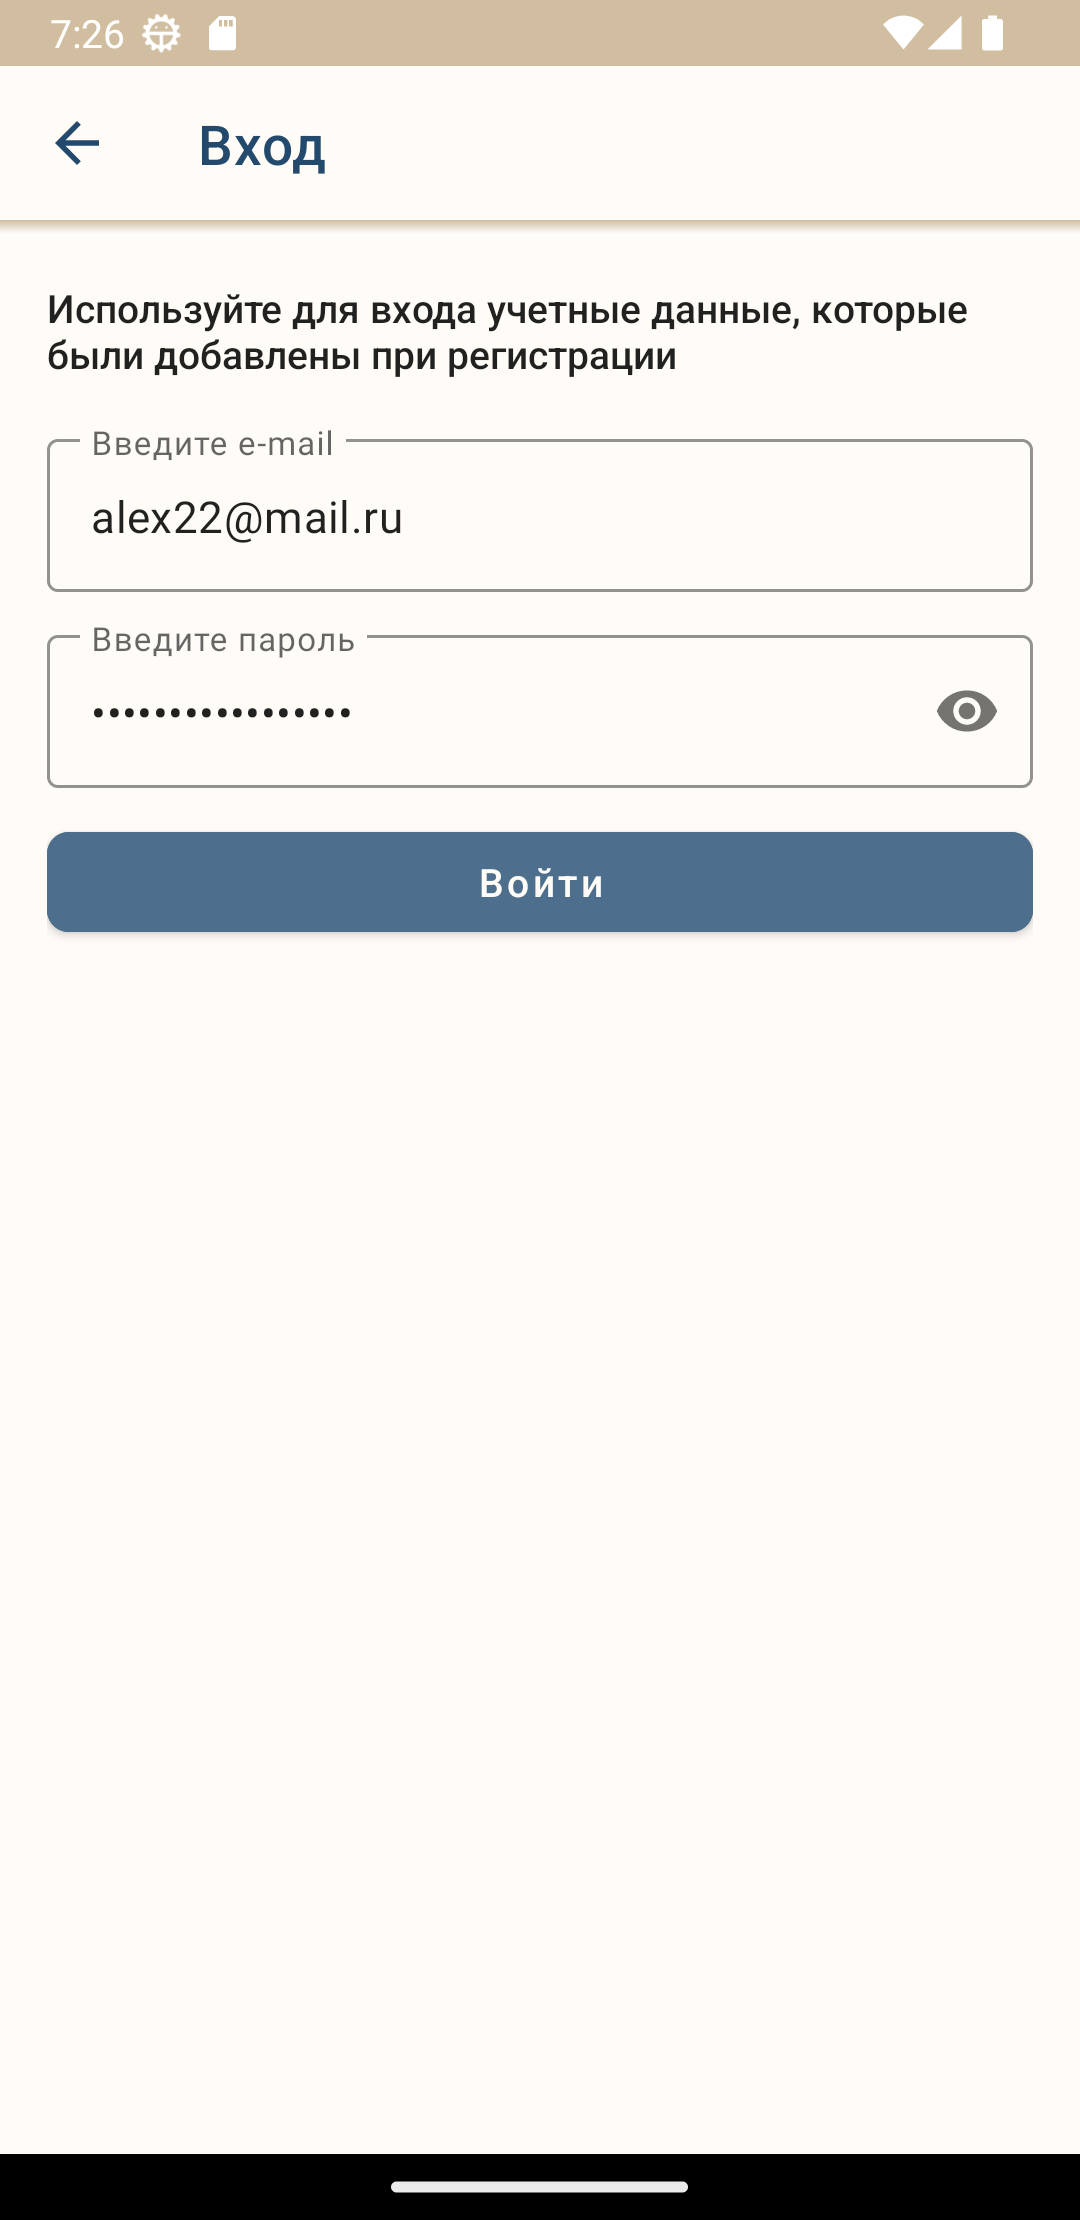 7:26
Вход
Используйте для входа учетные данные, которые
были добавлены при регистрации
Введите e-mail
alex22@mail.ru
Введите пароль
•••••••••••••••••
Войти